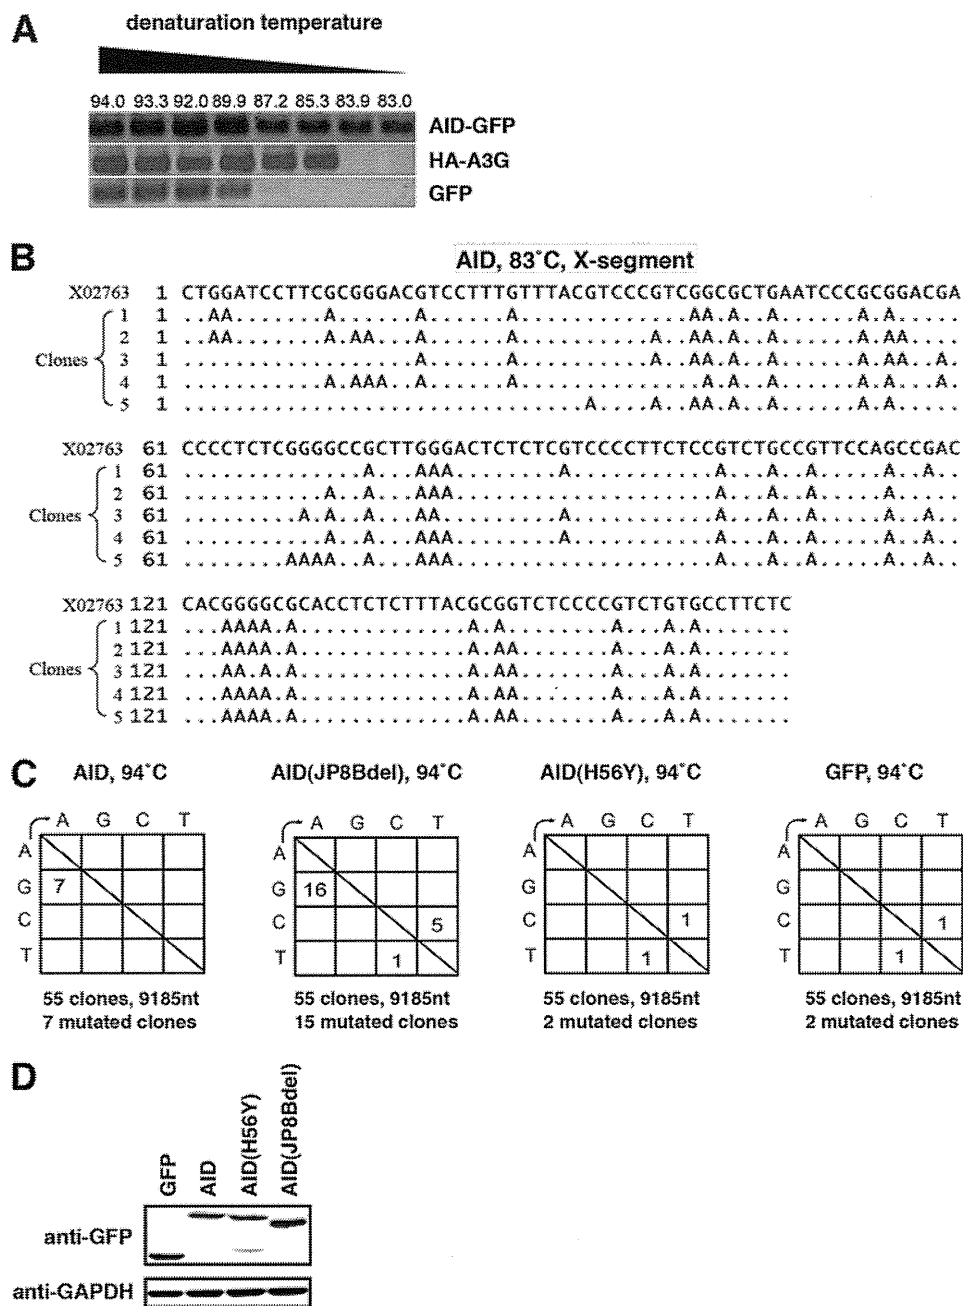 A
denaturation temperature
94.0 93.3 92.0 89.9 87.2 85.3 83.9 83.0
AID-GFP
HA-A3G
GFP
B
AID, 83°C, X-segment
X02763 1 CTGGATCCTTCGCGGGACGTCCTTTGTTTACGTCCCGTCGGCGCTGAATCCCGCGGACGA
1 1 ..AA.......A......A......A.............AA.A..A......A.A.....
2 1 ..AA.......A.AA...A......A..........A..AA.A..A......A.AA....
Clones 3 1 ..................A......A..........A..AA.A..A......A.AA..A.
4 1 ...........A.AAA..A......A..............A.A..A......A.A...A.
5 1 ...............................A....A..AA.A..A......A.A.....
X02763 61 CCCCTCTCGGGGCCGCTTGGGACTCTCTCGTCCCCTTCTCCGTCTGCCGTTCCAGCCGAC
1 61 ..............A...AAA........A...........A...A..A.....A..A..
2 61 ...........A..A...AAA....................A...A..A.....A.....
Clones 3 61 .........A.A..A...AA.........A...........A...A..A.....A..A..
4 61 ...........A..A...AAA........A...........A...A..A.....A..A..
5 61 ........AAAA..A...AAA....................A...A..A.....A..A..
X02763 121 CACGGGGCGCACCTCTCTTTACGCGGTCTCCCCGTCTGTGCCTTCTC
1 121 ...AAAA.A.............A.A........A...A.A.......
2 121 ...AAAA.A.............A.AA.......A...A.A.......
Clones 3 121 ...AA.A.A.............A.AA.......A...A.A.......
4 121 ...AAAA.A.............A.AA.......A...A.A.......
5 121 ...AAAA.A.............A.AA.......A...A.A.......
C
AID, 94°C AID(JP8Bdel), 94°C AID(H56Y), 94°C GFP, 94°C
A G C T A G C T A G C T A G C T
A A A A
G 7 G 16 G G
C C 5 C 1 C 1
T T 1 T 1 T 1
55 clones, 9185nt 55 clones, 9185nt 55 clones, 9185nt 55 clones, 9185nt
7 mutated clones 15 mutated clones 2 mutated clones 2 mutated clones
D
GFP AID AID(H56Y) AID(JP8Bdel)
anti-GFP
anti-GAPDH